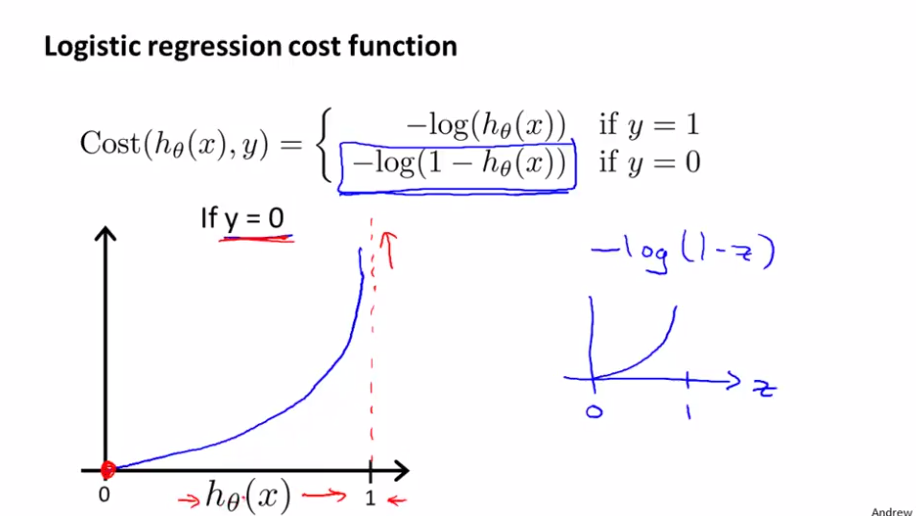 Logistic regression cost function
Cost(hθ(x), y) = { −log(hθ(x)) if y = 1
−log(1 − hθ(x)) if y = 0
If y = 0
−log(1−z)
z
0 1
0 hθ(x) 1
Andrew